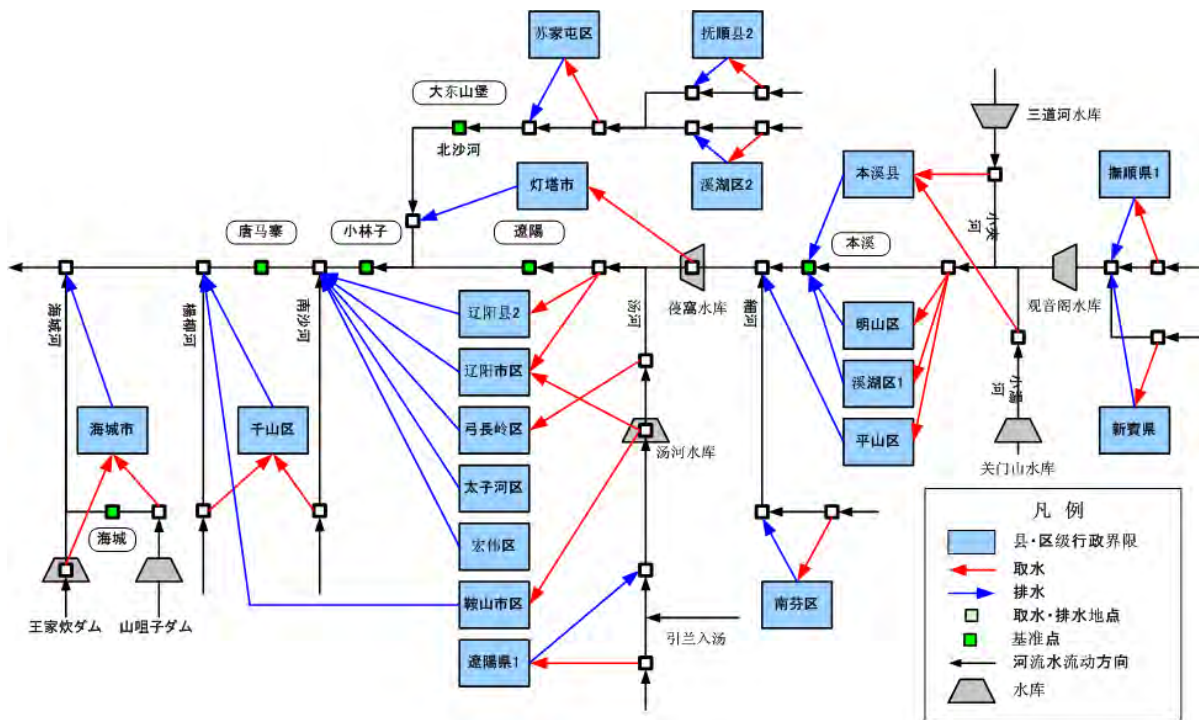 苏家屯区
抚順县2
大东山堡
三道河水库
北沙河
灯塔市
溪湖区2
本溪县
撫順県1
小夹河
唐马寨
小林子
遼陽
本溪
观音阁水库
海城河
楊柳河
南沙河
汤河
葠窩水库
細河
辽阳县2
明山区
辽阳市区
溪湖区1
小湯河
海城市
千山区
弓長岭区
汤河水库
平山区
新賓県
关门山水库
太子河区
海城
宏伟区
鞍山市区
南芬区
王家炊ダム
山咀子ダム
遼陽県1
引兰入汤
凡 例
县·区级行政界限
取水
排水
取水·排水地点
基准点
河流水流动方向
水库